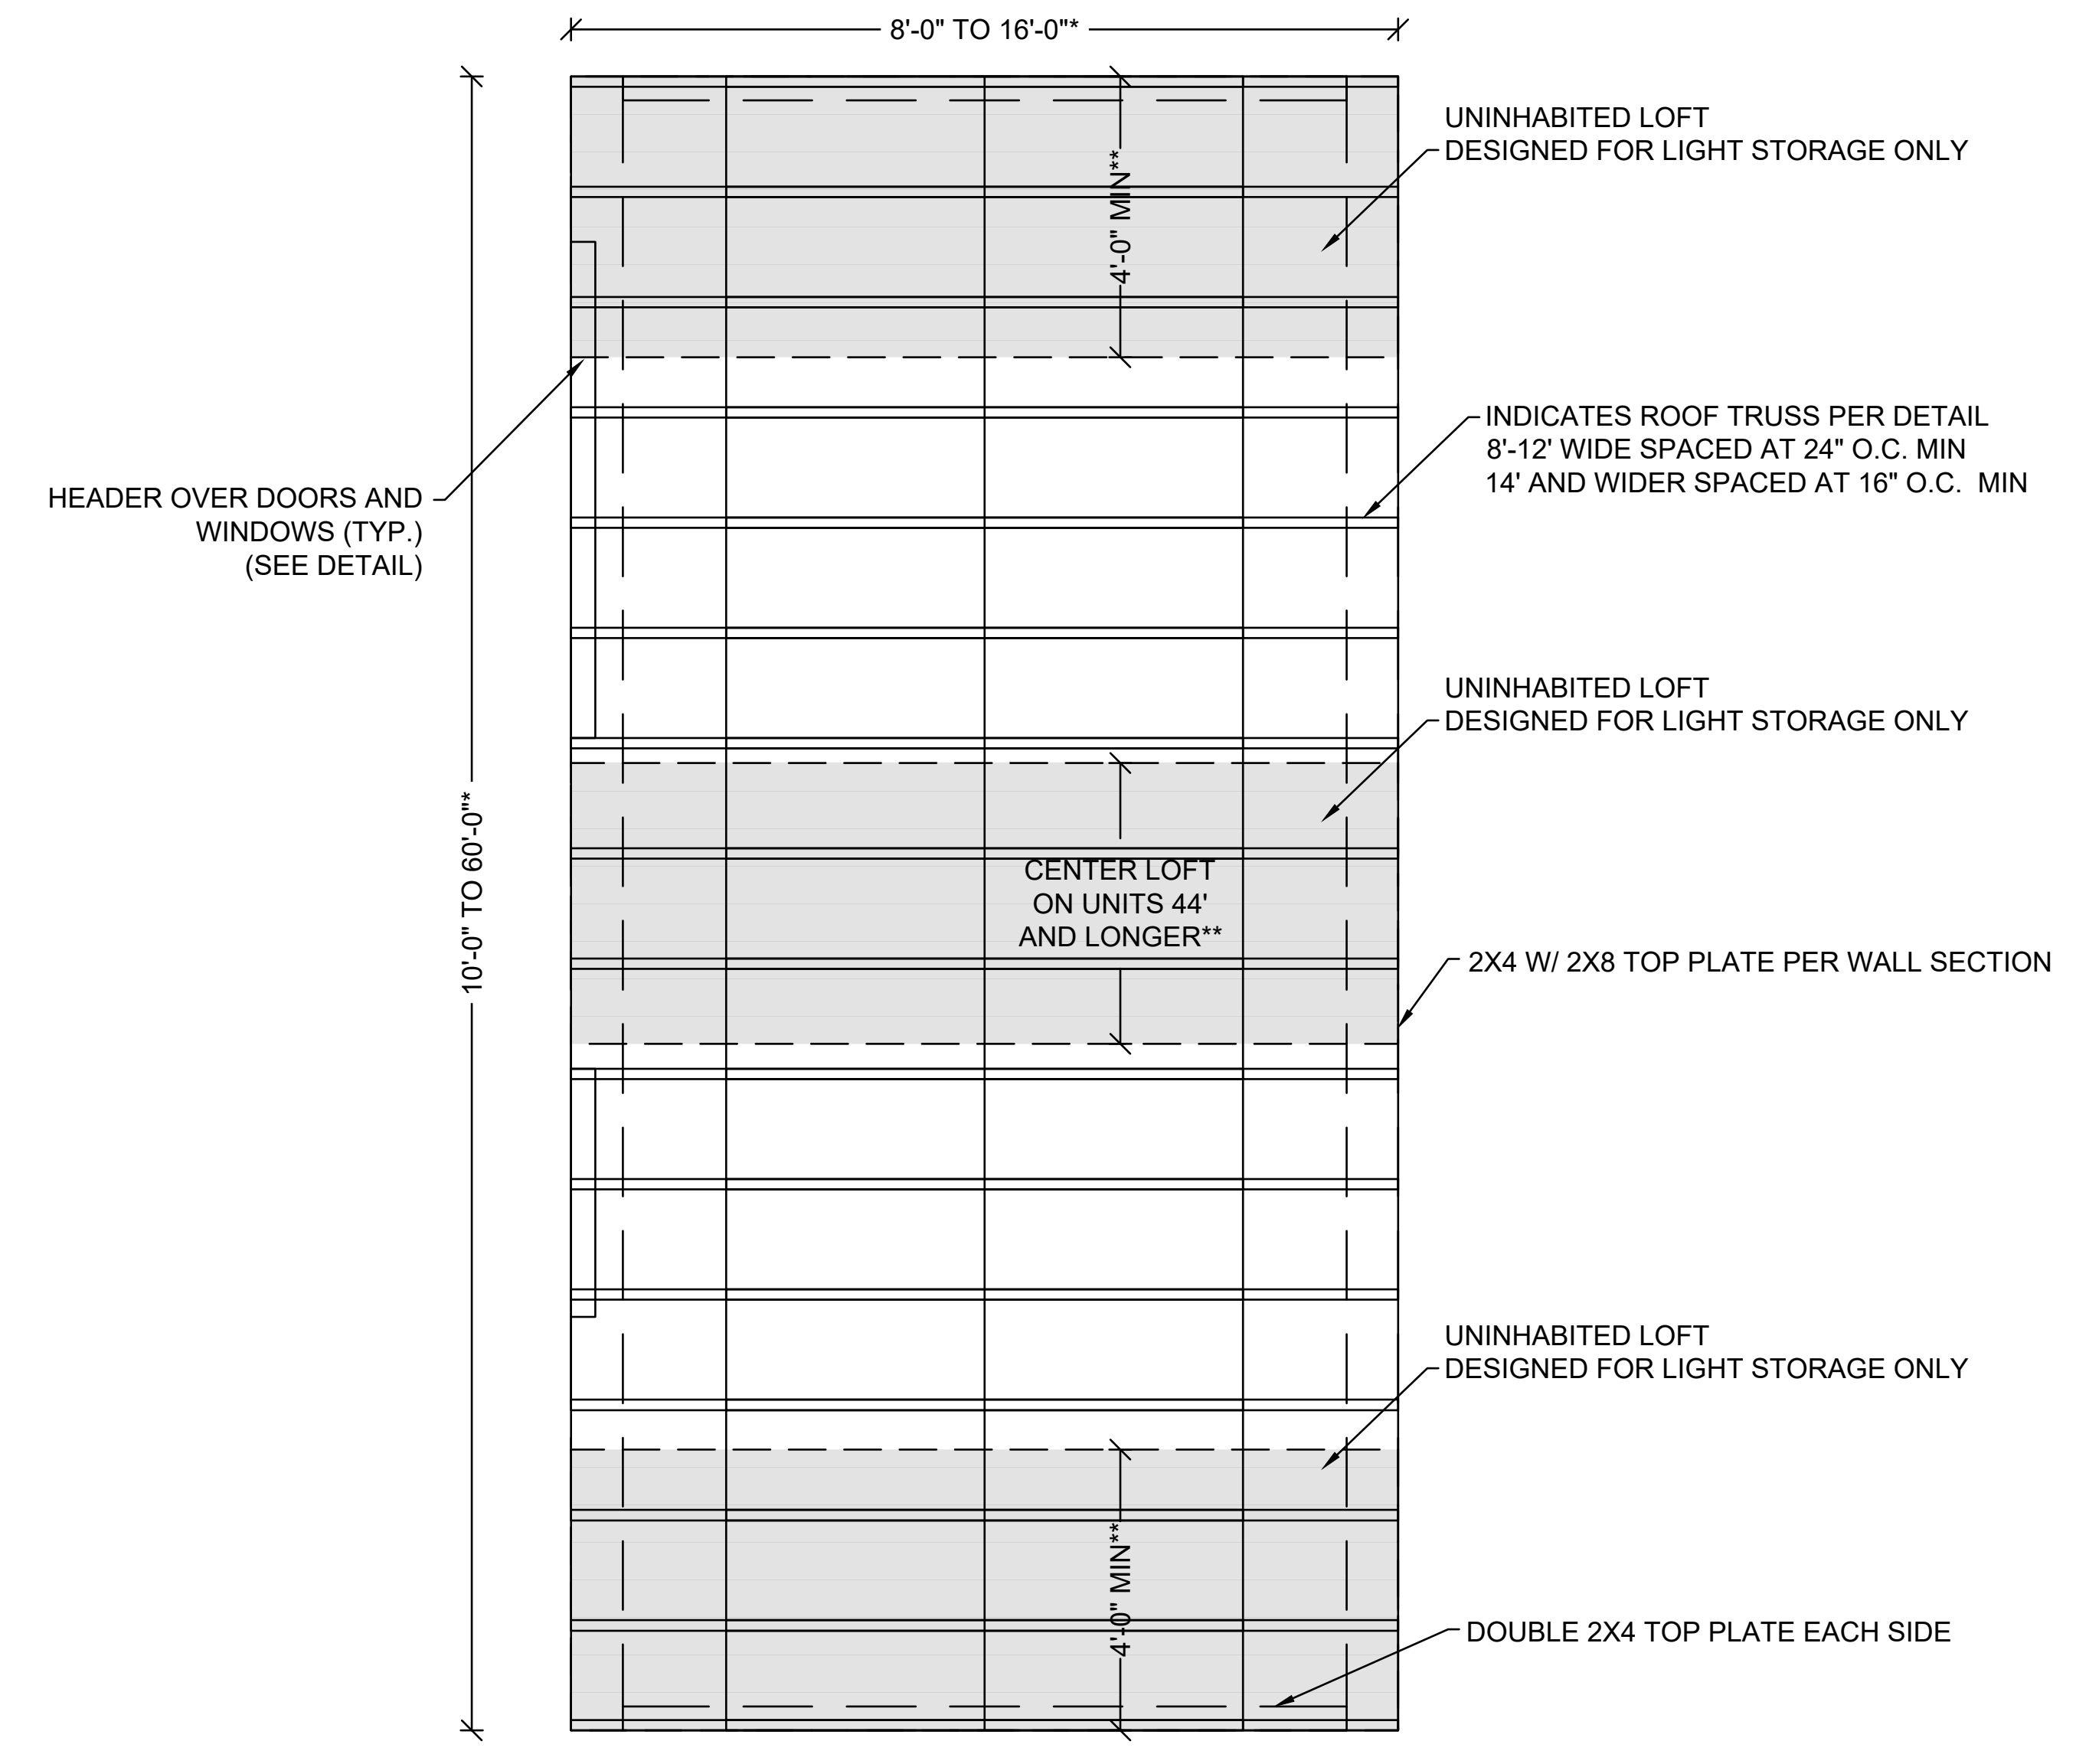 8'-0" TO 16'-0"*
UNINHABITED LOFT
DESIGNED FOR LIGHT STORAGE ONLY
4'-0" MIN**
INDICATES ROOF TRUSS PER DETAIL
8'-12' WIDE SPACED AT 24" O.C. MIN
14' AND WIDER SPACED AT 16" O.C. MIN
HEADER OVER DOORS AND
WINDOWS (TYP.)
(SEE DETAIL)
UNINHABITED LOFT
DESIGNED FOR LIGHT STORAGE ONLY
10'-0" TO 60'-0"*
CENTER LOFT
ON UNITS 44'
AND LONGER**
2X4 W/ 2X8 TOP PLATE PER WALL SECTION
UNINHABITED LOFT
DESIGNED FOR LIGHT STORAGE ONLY
4'-0" MIN**
DOUBLE 2X4 TOP PLATE EACH SIDE